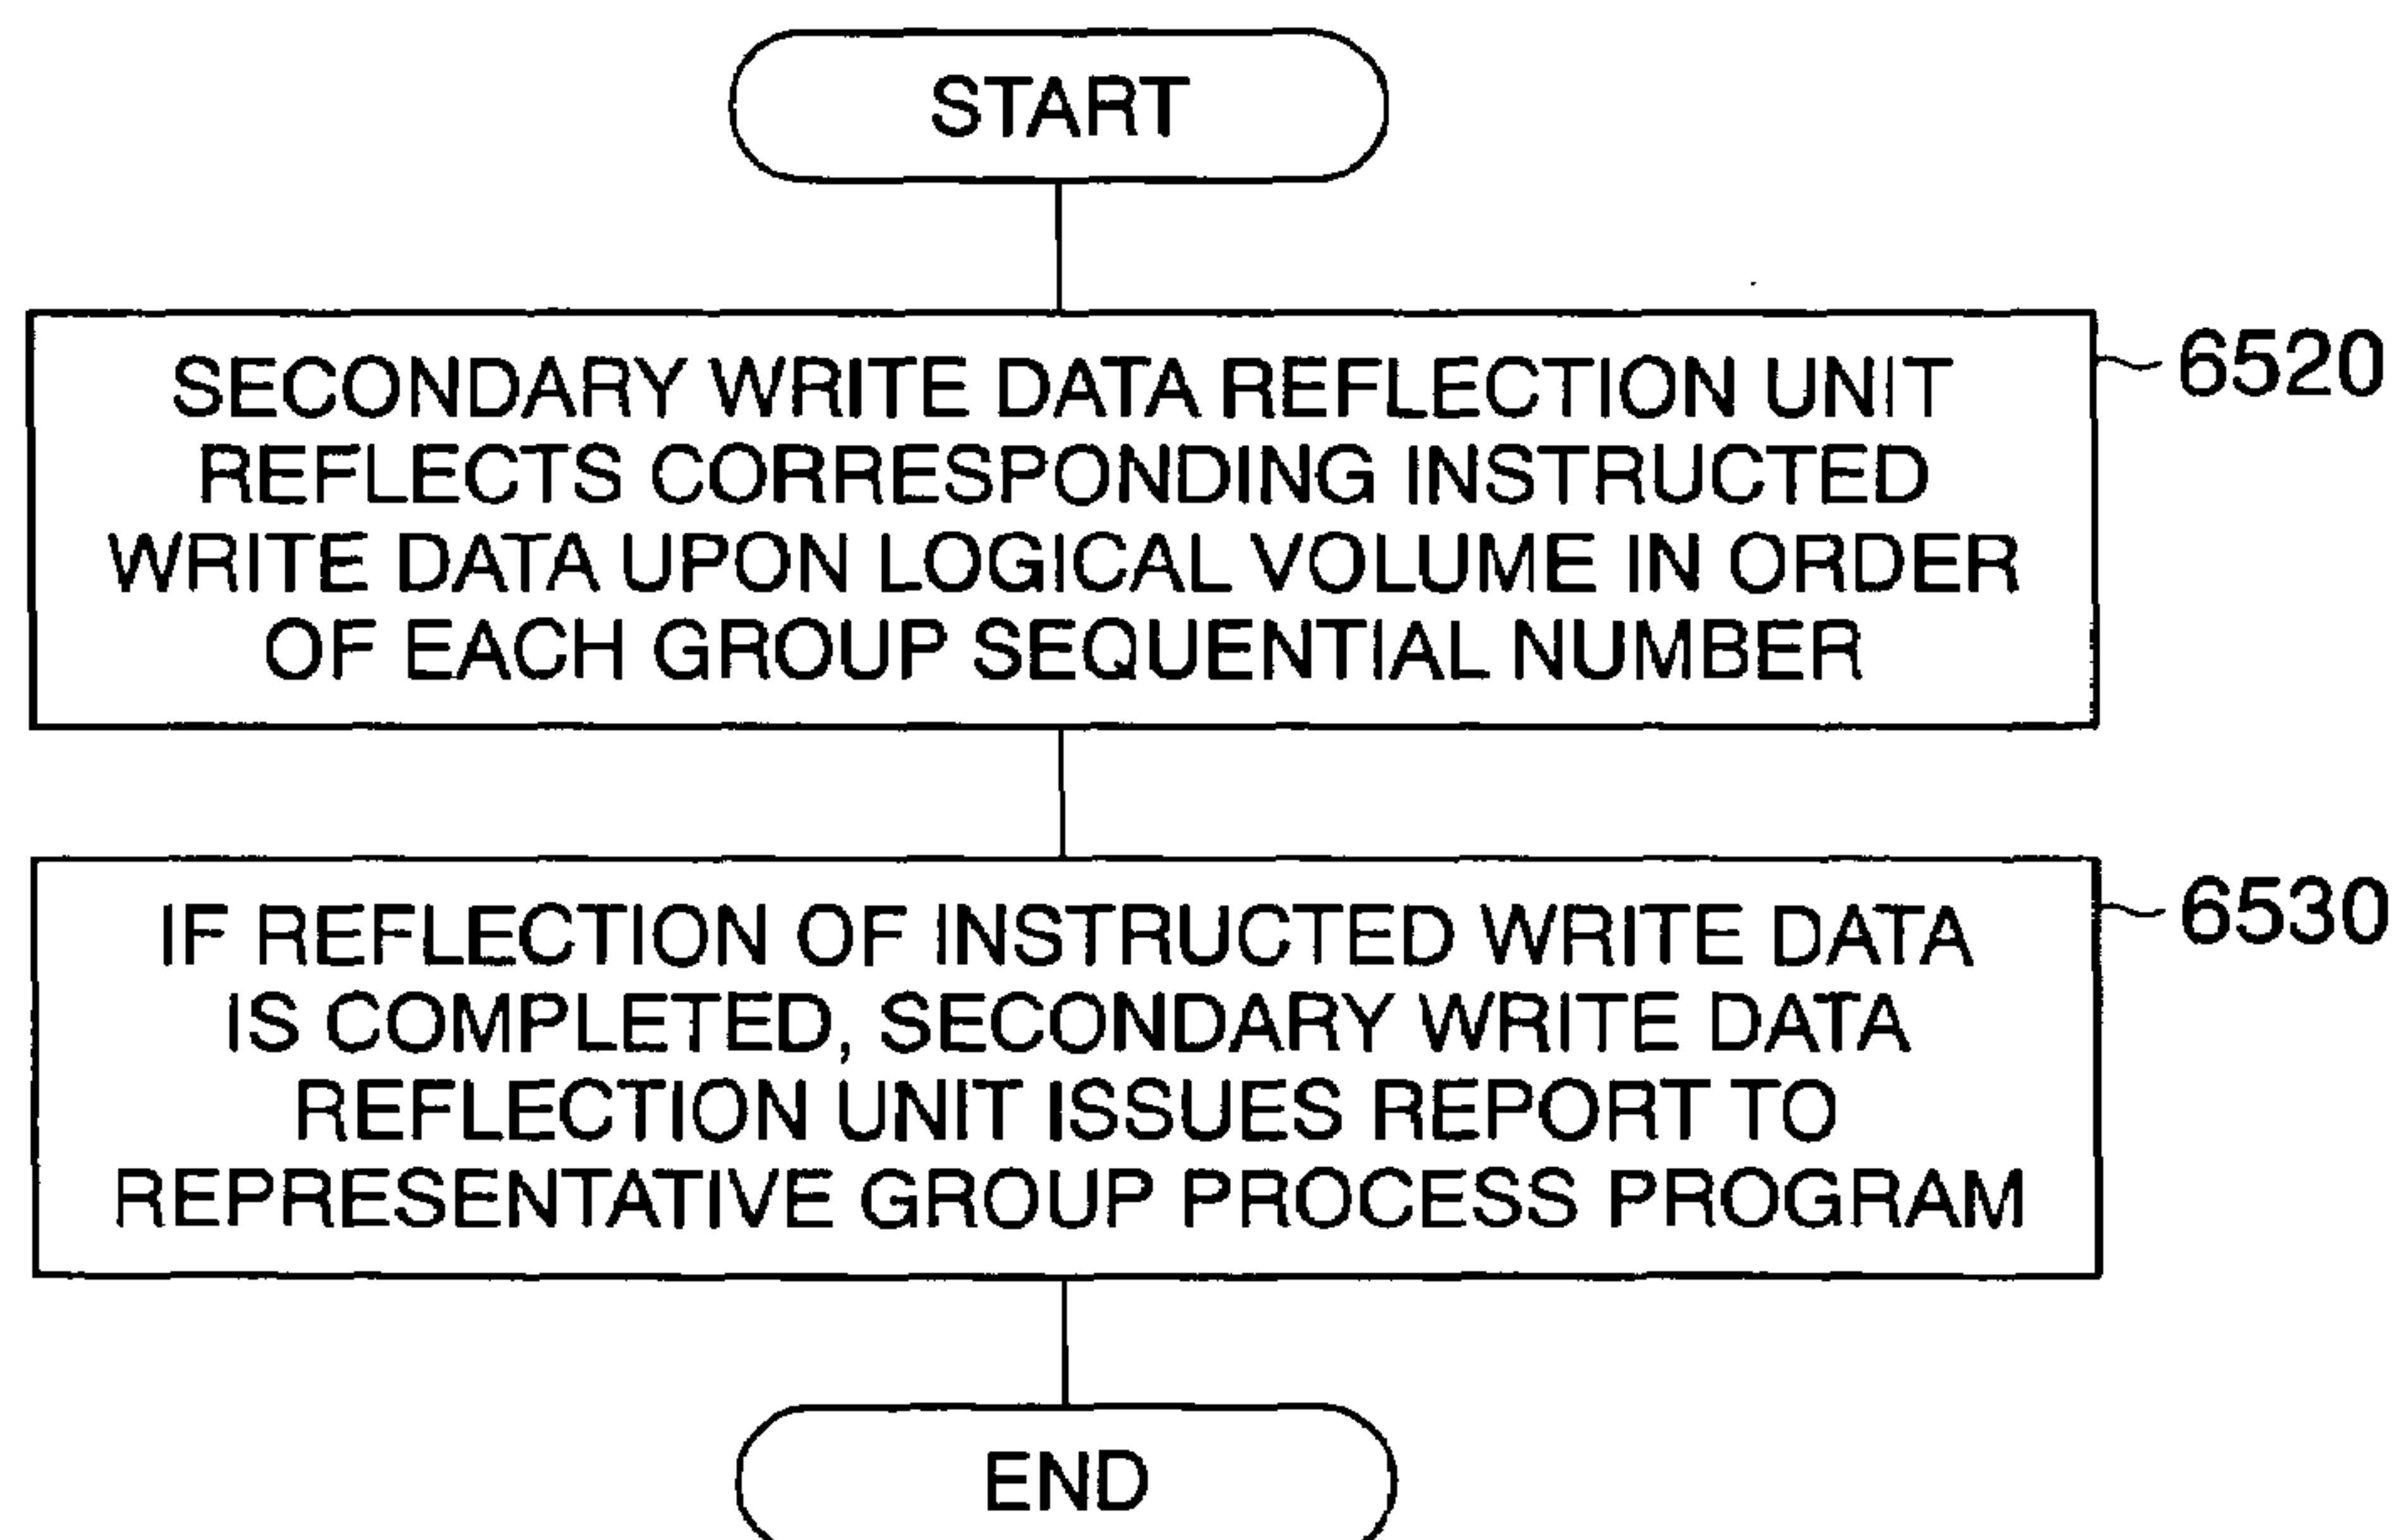 START
SECONDARY WRITE DATA REFLECTION UNIT
REFLECTS CORRESPONDING INSTRUCTED
WRITE DATA UPON LOGICAL VOLUME IN ORDER
OF EACH GROUP SEQUENTIAL NUMBER
6520
IF REFLECTION OF INSTRUCTED WRITE DATA
IS COMPLETED, SECONDARY WRITE DATA
REFLECTION UNIT ISSUES REPORT TO
REPRESENTATIVE GROUP PROCESS PROGRAM
6530
END